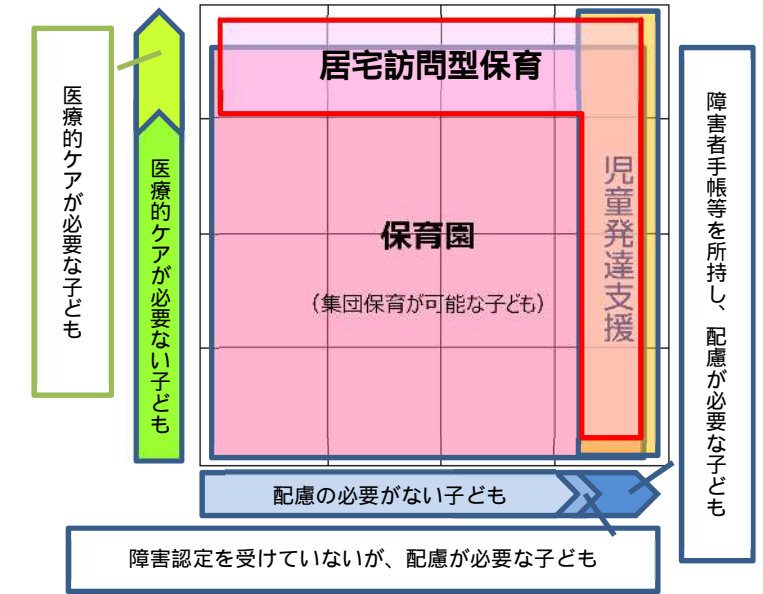 居宅訪問型保育
保育園
（集団保育が可能な子ども）
児童発達支援
医療的ケアが必要な子ども
医療的ケアが必要ない子ども
障害者手帳等を所持し、配慮が必要な子ども
配慮の必要がない子ども
障害認定を受けていないが、配慮が必要な子ども